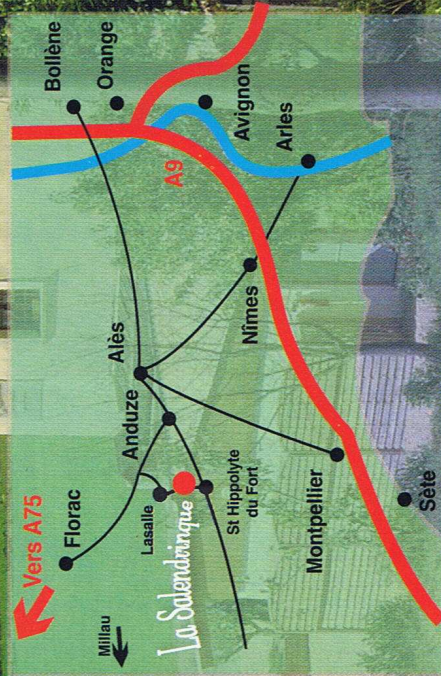 Vers A75
Florac
Millau
Lasalle
La Salendrinque
St Hippolyte
du Fort
Anduze
Alès
Montpellier
Sète
Nîmes
A9
Arles
Avignon
Orange
Bollène